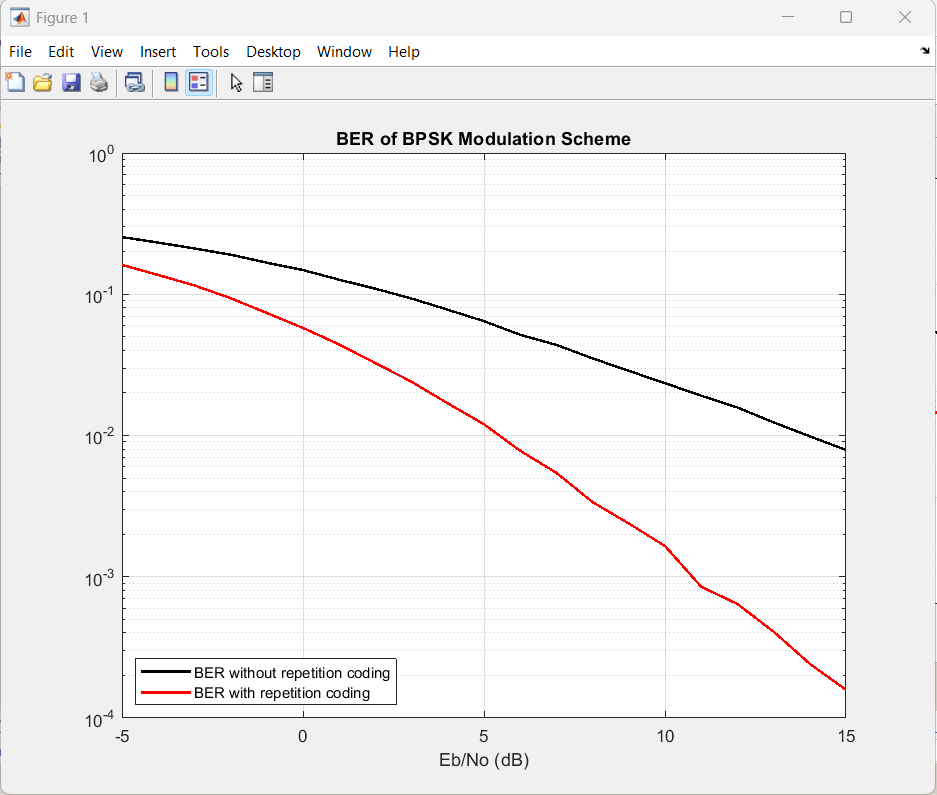 Figure 1
File Edit View Insert Tools Desktop Window Help
BER of BPSK Modulation Scheme
10^0
10^-1
10^-2
10^-3
10^-4
BER without repetition coding
BER with repetition coding
-5 0 5 10 15
Eb/No (dB)